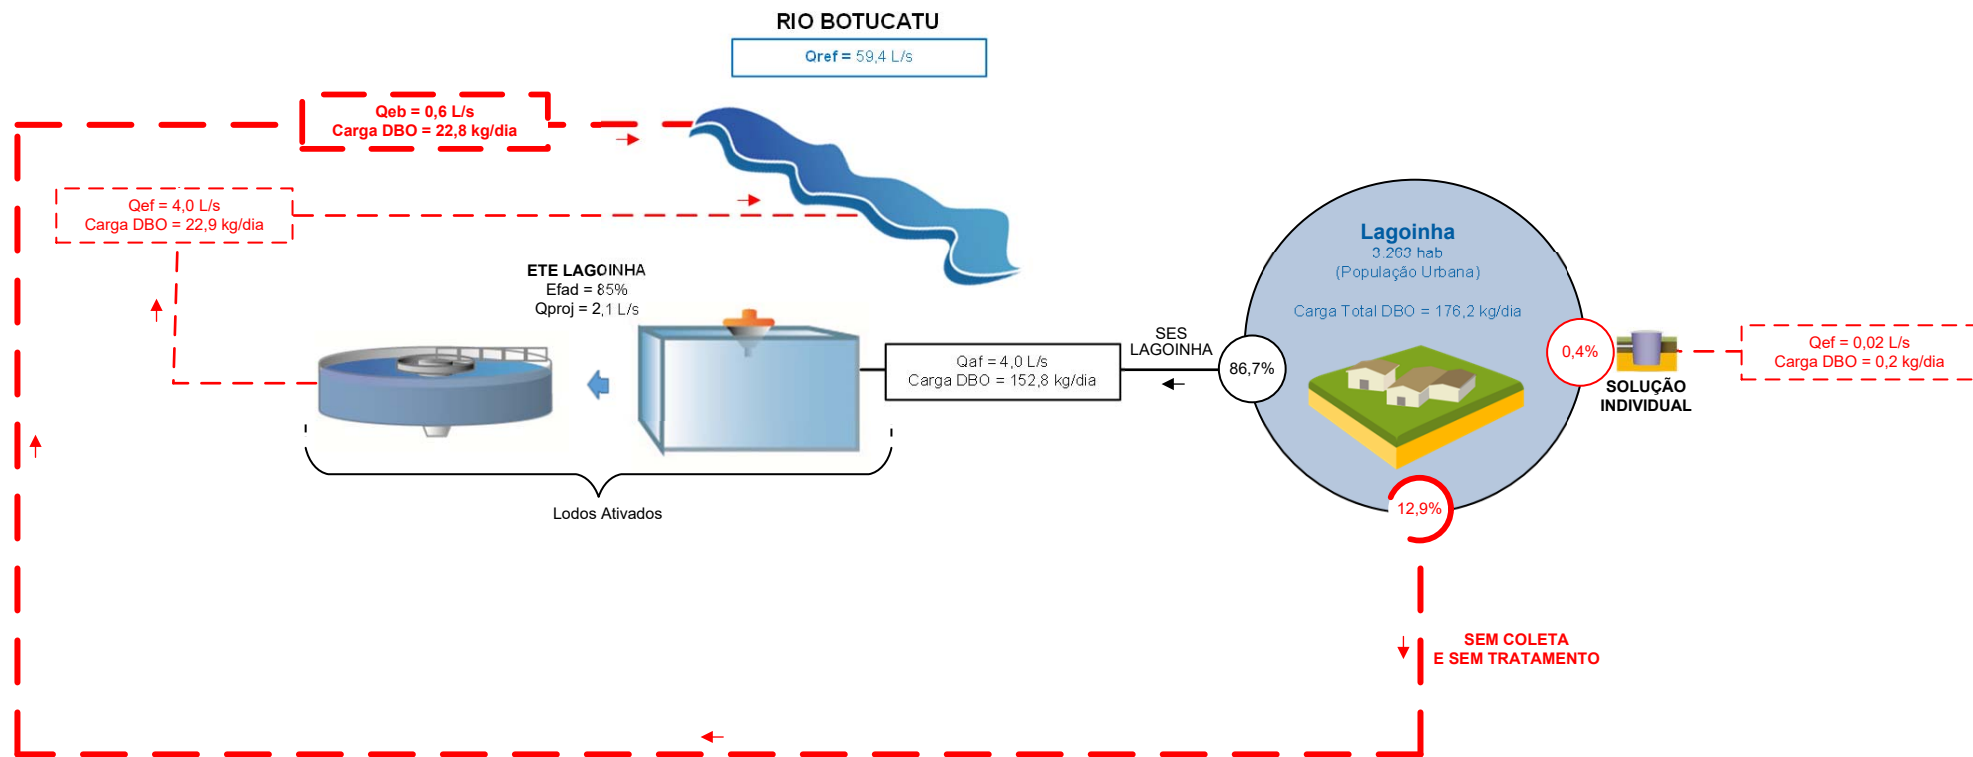 RIO BOTUCATU
Qref = 59,4 L/s
Qeb = 0,6 L/s
Carga DBO = 22,8 kg/dia
Qef = 4,0 L/s
Carga DBO = 22,9 kg/dia
ETE LAGOINHA
Efad = 85%
Qproj = 2,1 L/s
Lodos Ativados
Qaf = 4,0 L/s
Carga DBO = 152,8 kg/dia
SES
LAGOINHA
86,7%
Lagoinha
3.263 hab
(População Urbana)
Carga Total DBO = 176,2 kg/dia
0,4%
SOLUÇÃO
INDIVIDUAL
Qef = 0,02 L/s
Carga DBO = 0,2 kg/dia
12,9%
SEM COLETA
E SEM TRATAMENTO